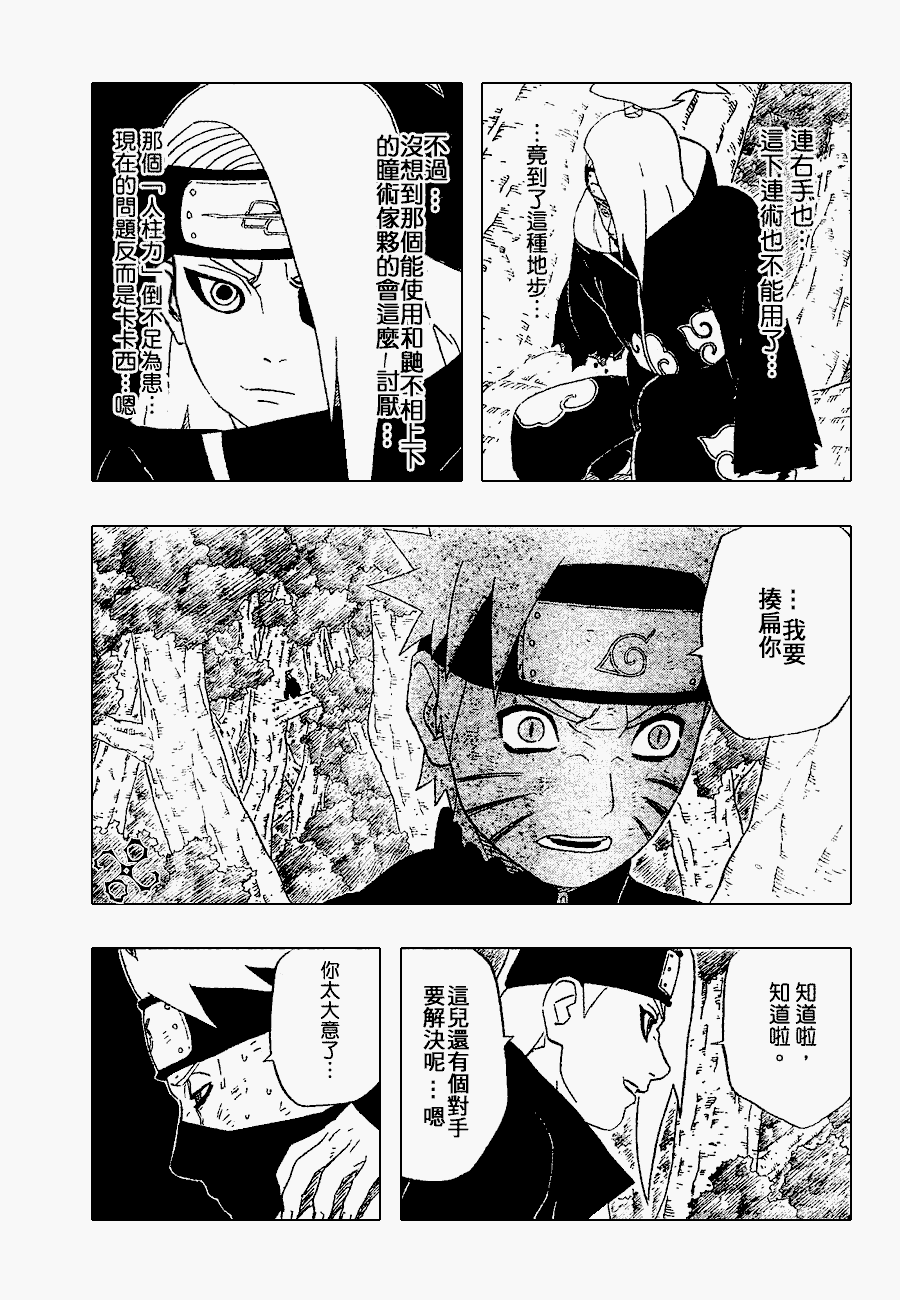 連右手也…
這下連術也不能用了…
…竟到了這種地步…
不過…
沒想到那個能使用和鼬不相上下
的瞳術傢夥的會這麼—討厭…
那個「人柱力」倒不足為患…
現在的問題反而是卡卡西…嗯
…我要
揍扁你
知道啦，
知道啦。
這兒還有個對手
要解決呢…嗯
你太大意了…